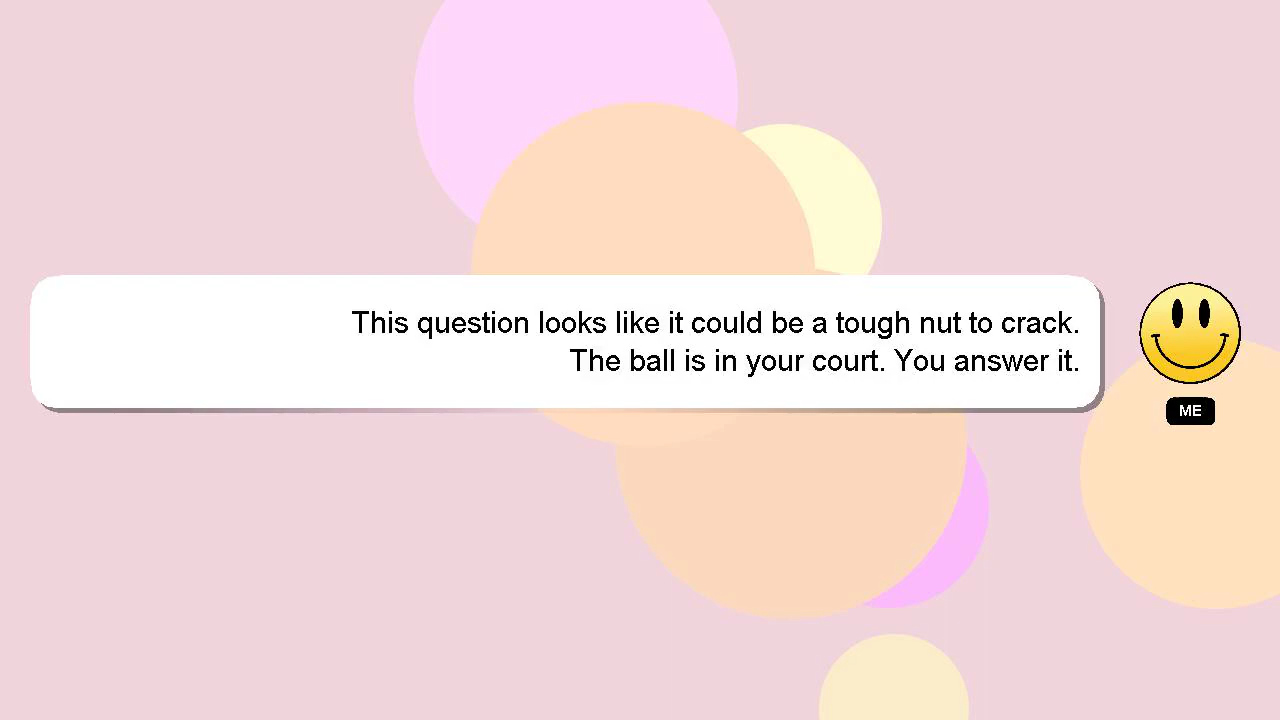 This question looks like it could be a tough nut to crack.
The ball is in your court. You answer it.
ME